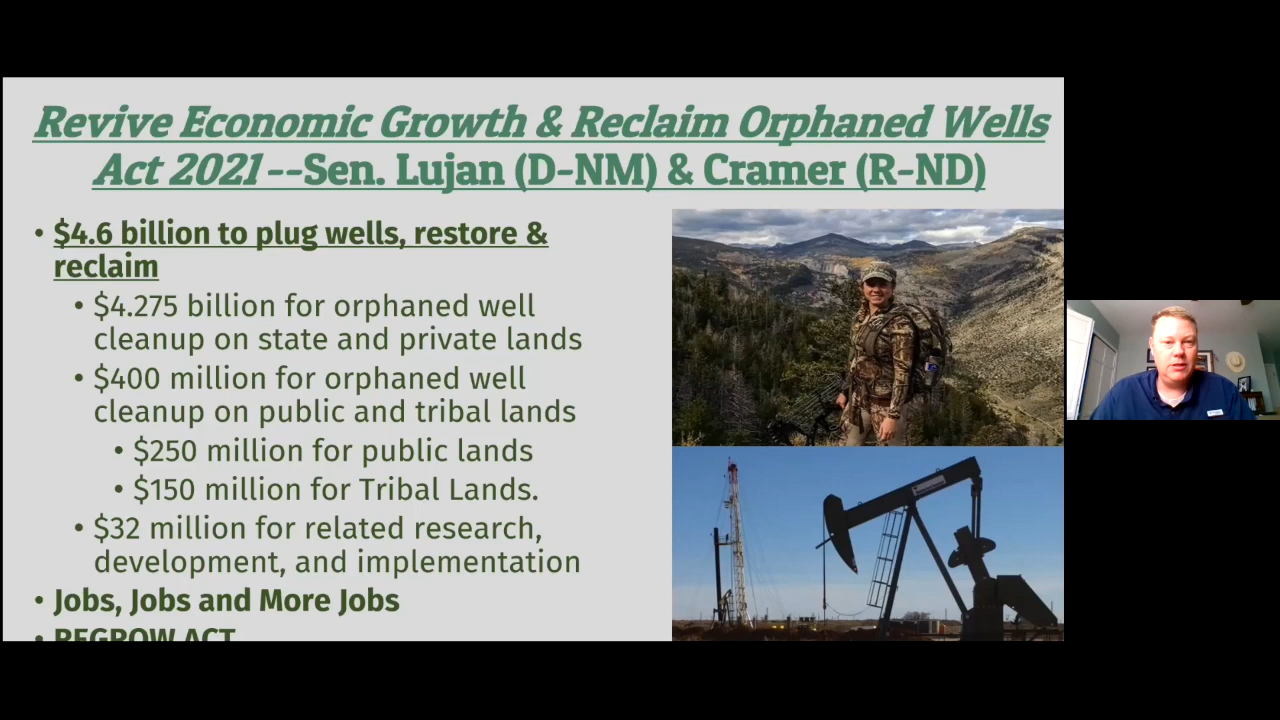 Revive Economic Growth & Reclaim Orphaned Wells
Act 2021 --Sen. Lujan (D-NM) & Cramer (R-ND)
• $4.6 billion to plug wells, restore &
reclaim
• $4.275 billion for orphaned well
cleanup on state and private lands
• $400 million for orphaned well
cleanup on public and tribal lands
• $250 million for public lands
• $150 million for Tribal Lands.
• $32 million for related research,
development, and implementation
• Jobs, Jobs and More Jobs
• REGROW ACT